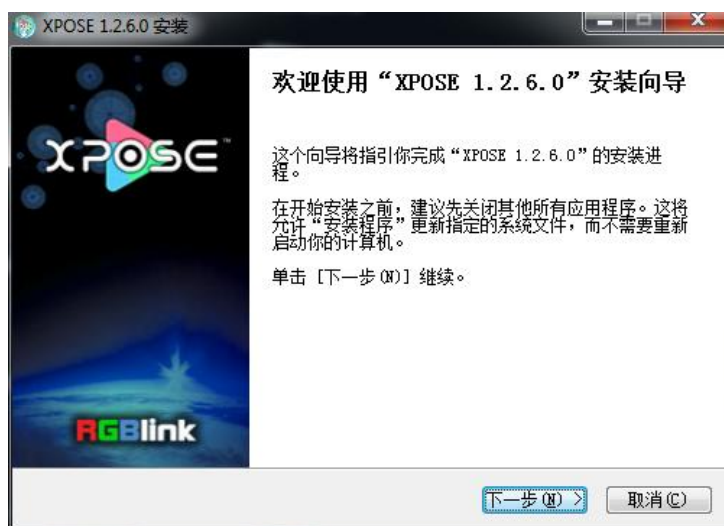 XPOSE 1.2.6.0 安装
XPOSE™
RGBlink
欢迎使用“XPOSE 1.2.6.0”安装向导
这个向导将指引你完成“XPOSE 1.2.6.0”的安装进
程。
在开始安装之前，建议先关闭其他所有应用程序。这将
允许“安装程序”更新指定的系统文件，而不需要重新
启动你的计算机。
单击 [下一步(N)] 继续。
下一步(N) >
取消(C)